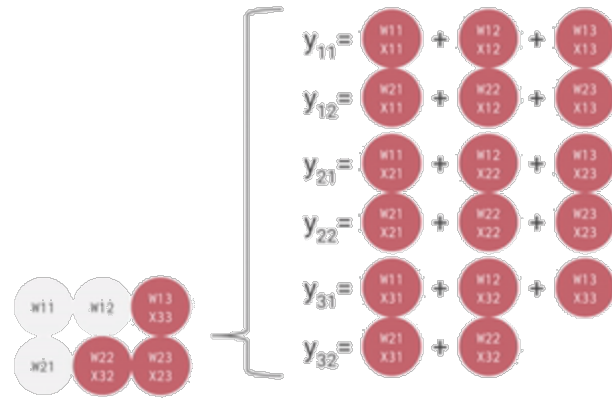 y11= W11 X11 + W12 X12 + W13 X13
y12= W21 X11 + W22 X12 + W23 X13
y21= W11 X21 + W12 X22 + W13 X23
y22= W21 X21 + W22 X22 + W23 X23
y31= W11 X31 + W12 X32 + W13 X33
y32= W21 X31 + W22 X32
W11 W12 W13 X33
W21 W22 X32 W23 X23